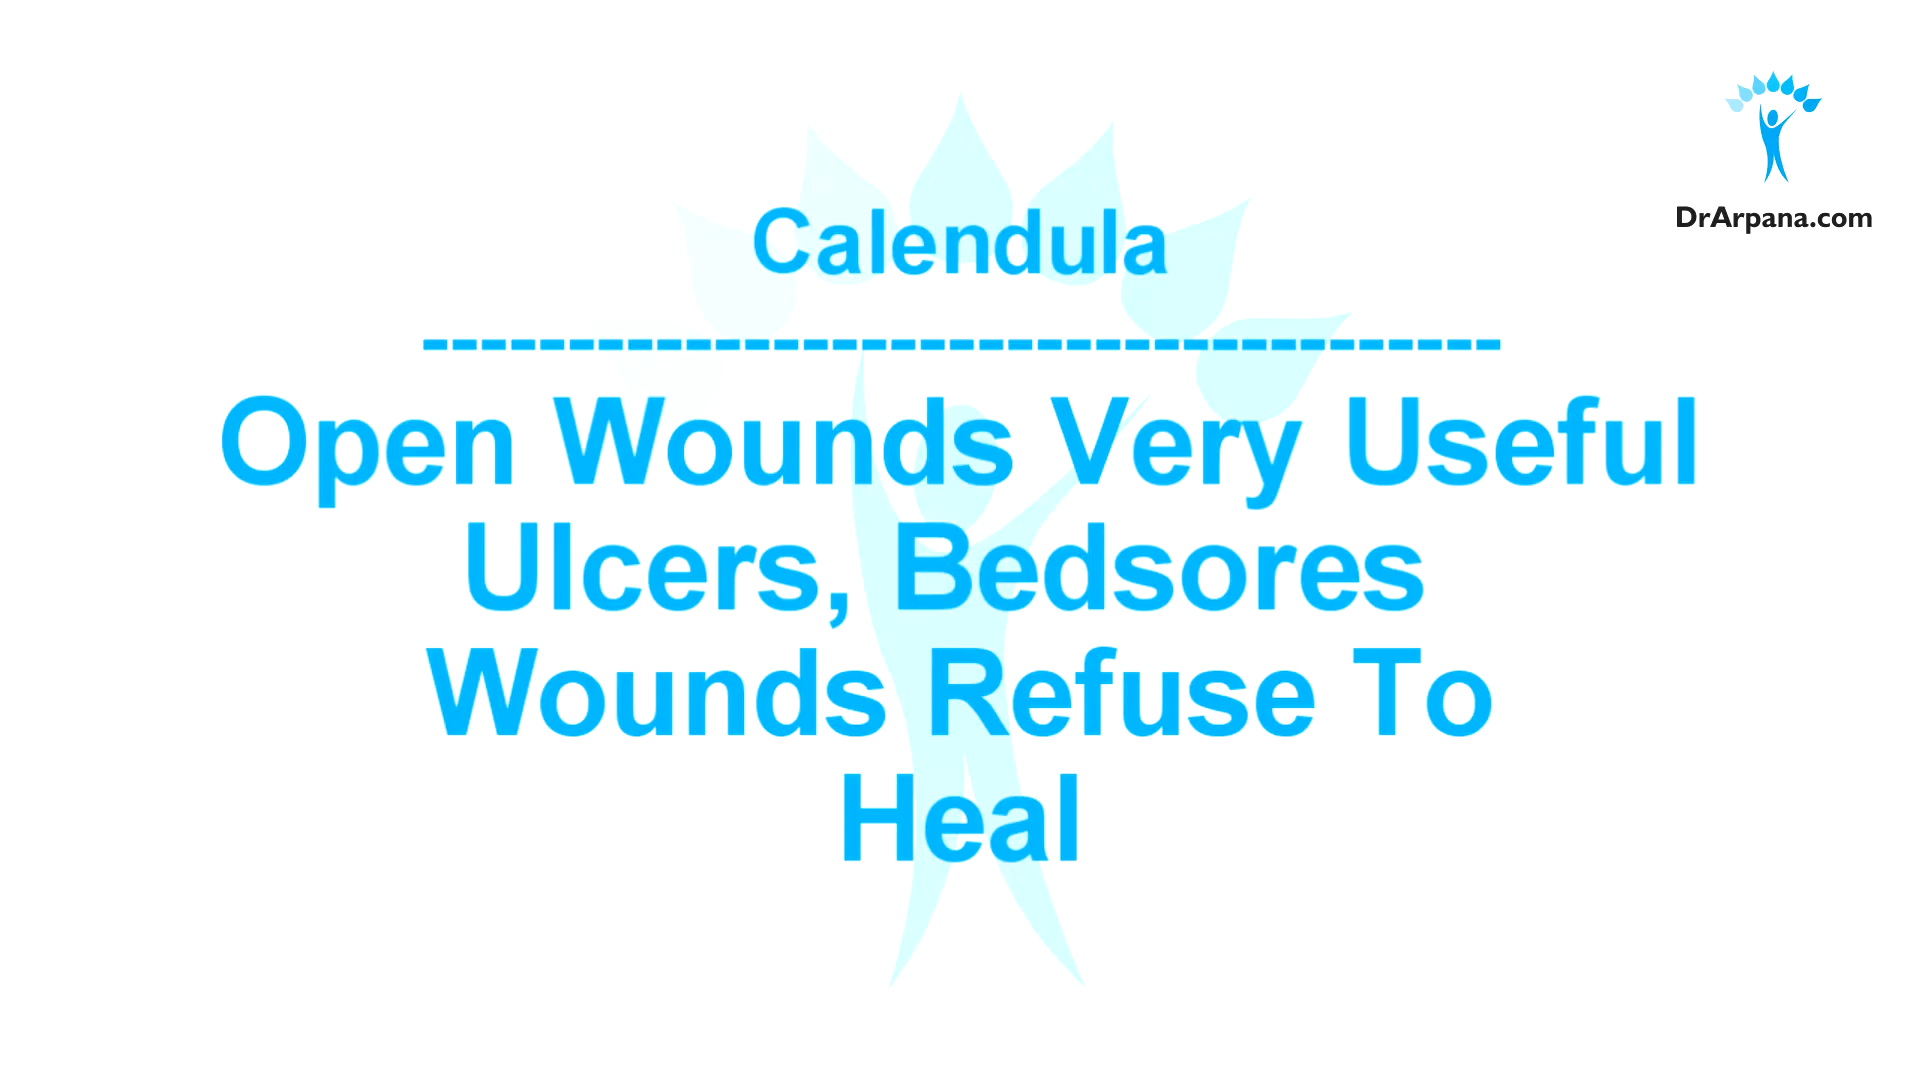 DrArpana.com
Calendula
-------------------------------------
Open Wounds Very Useful
Ulcers, Bedsores
Wounds Refuse To
Heal